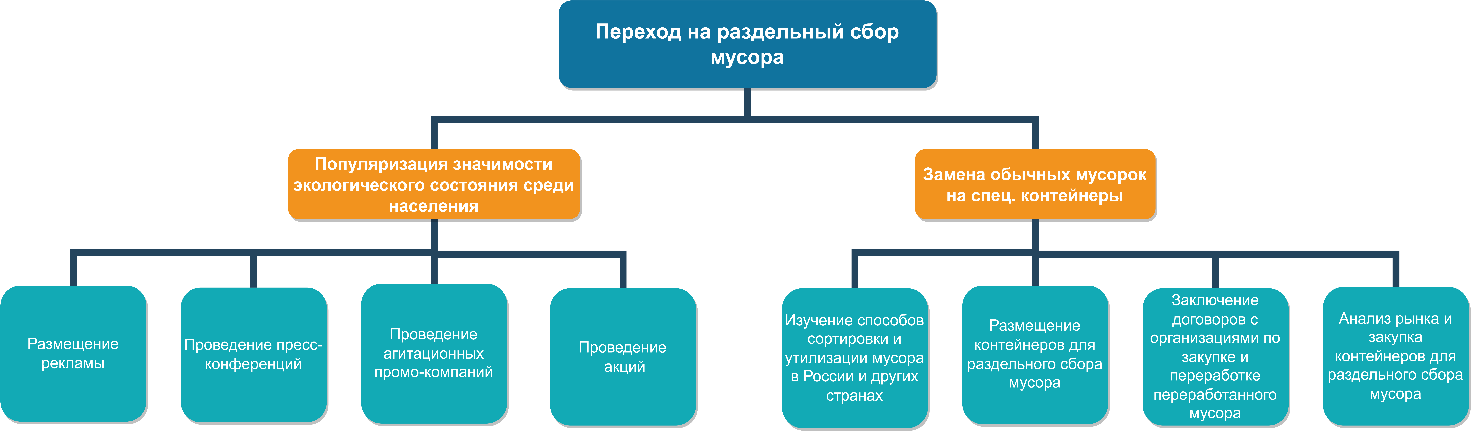 Переход на раздельный сбор
мусора
Популяризация значимости
экологического состояния среди
населения
Замена обычных мусорок
на спец. контейнеры
Размещение
рекламы
Проведение пресс-
конференций
Проведение
агитационных
промо-компаний
Проведение
акций
Изучение способов
сортировки и
утилизации мусора
в России и других
странах
Размещение
контейнеров для
раздельного сбора
мусора
Заключение
договоров с
организациями по
закупке и
переработке
переработанного
мусора
Анализ рынка и
закупка
контейнеров для
раздельного сбора
мусора